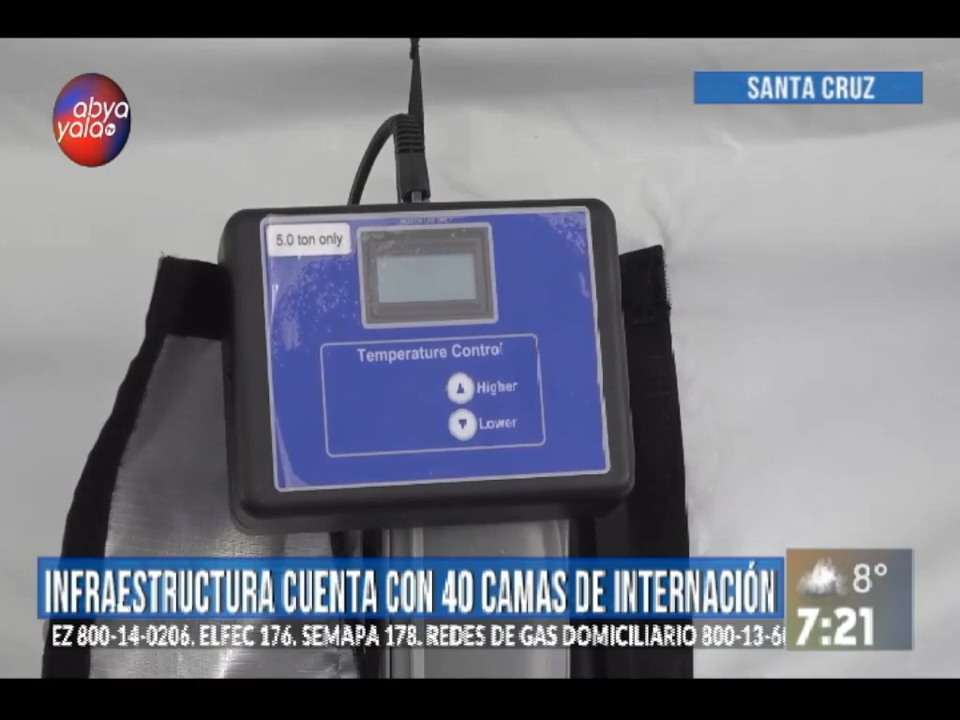 abya
yala tv
SANTA CRUZ
5.0 ton only
Temperature Control
Higher
Lower
INFRAESTRUCTURA CUENTA CON 40 CAMAS DE INTERNACIÓN
8°
EZ 800-14-0206. ELFEC 176. SEMAPA 178. REDES DE GAS DOMICILIARIO 800-13-6
7:21